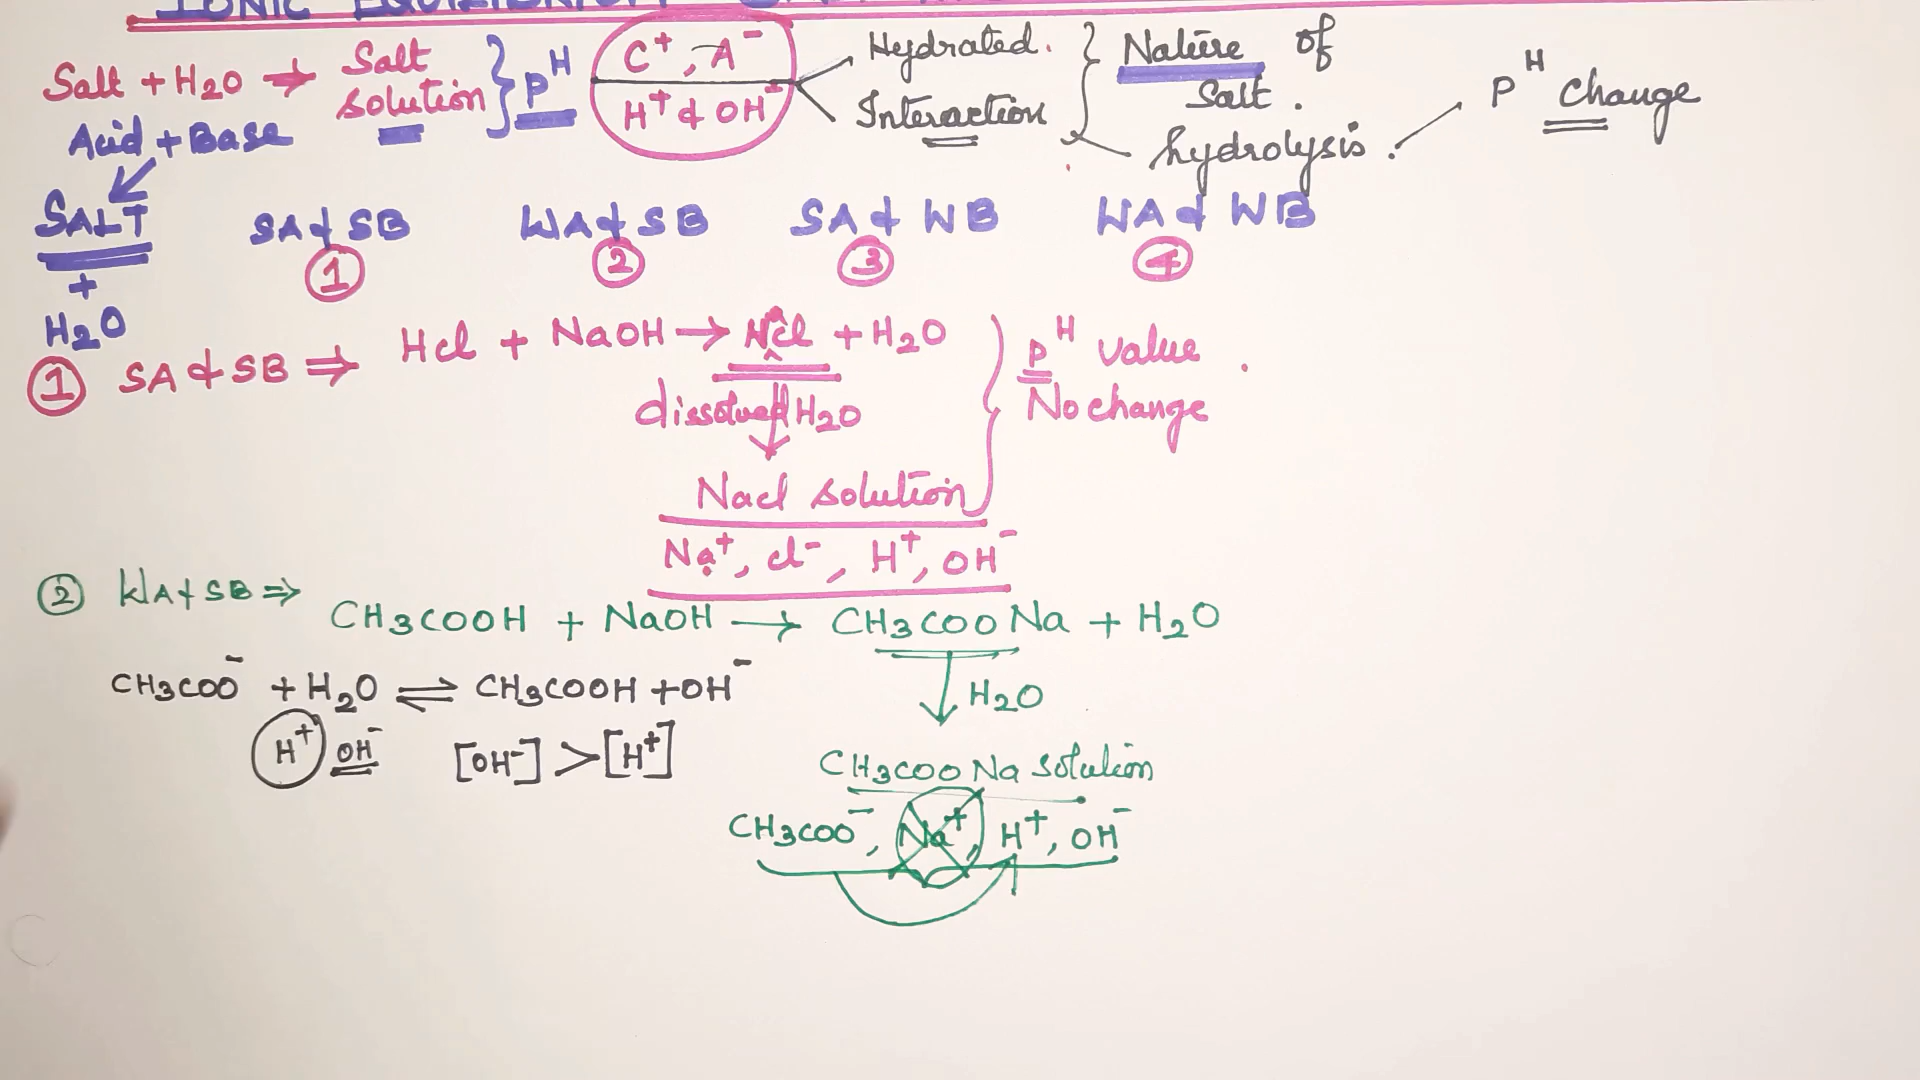 IONIC EQUILIBRIUM
Salt + H2O → Salt solution } pH
C+, A-
H+ & OH-
Hydrated.
Interaction
Nature of Salt.
hydrolysis.
pH change
Acid + Base
SALT
+
H2O
SA & SB
①
WA & SB
②
SA & WB
③
WA & WB
④
① SA & SB ⇒ HCl + NaOH → NaCl + H2O
dissolved H2O
NaCl solution
Na+, Cl-, H+, OH-
pH value
No change
② WA & SB ⇒
CH3COOH + NaOH → CH3COONa + H2O
H2O
CH3COO- + H2O ⇌ CH3COOH + OH-
H+ OH-
[OH-] > [H+]
CH3COONa solution
CH3COO-, Na+, H+, OH-